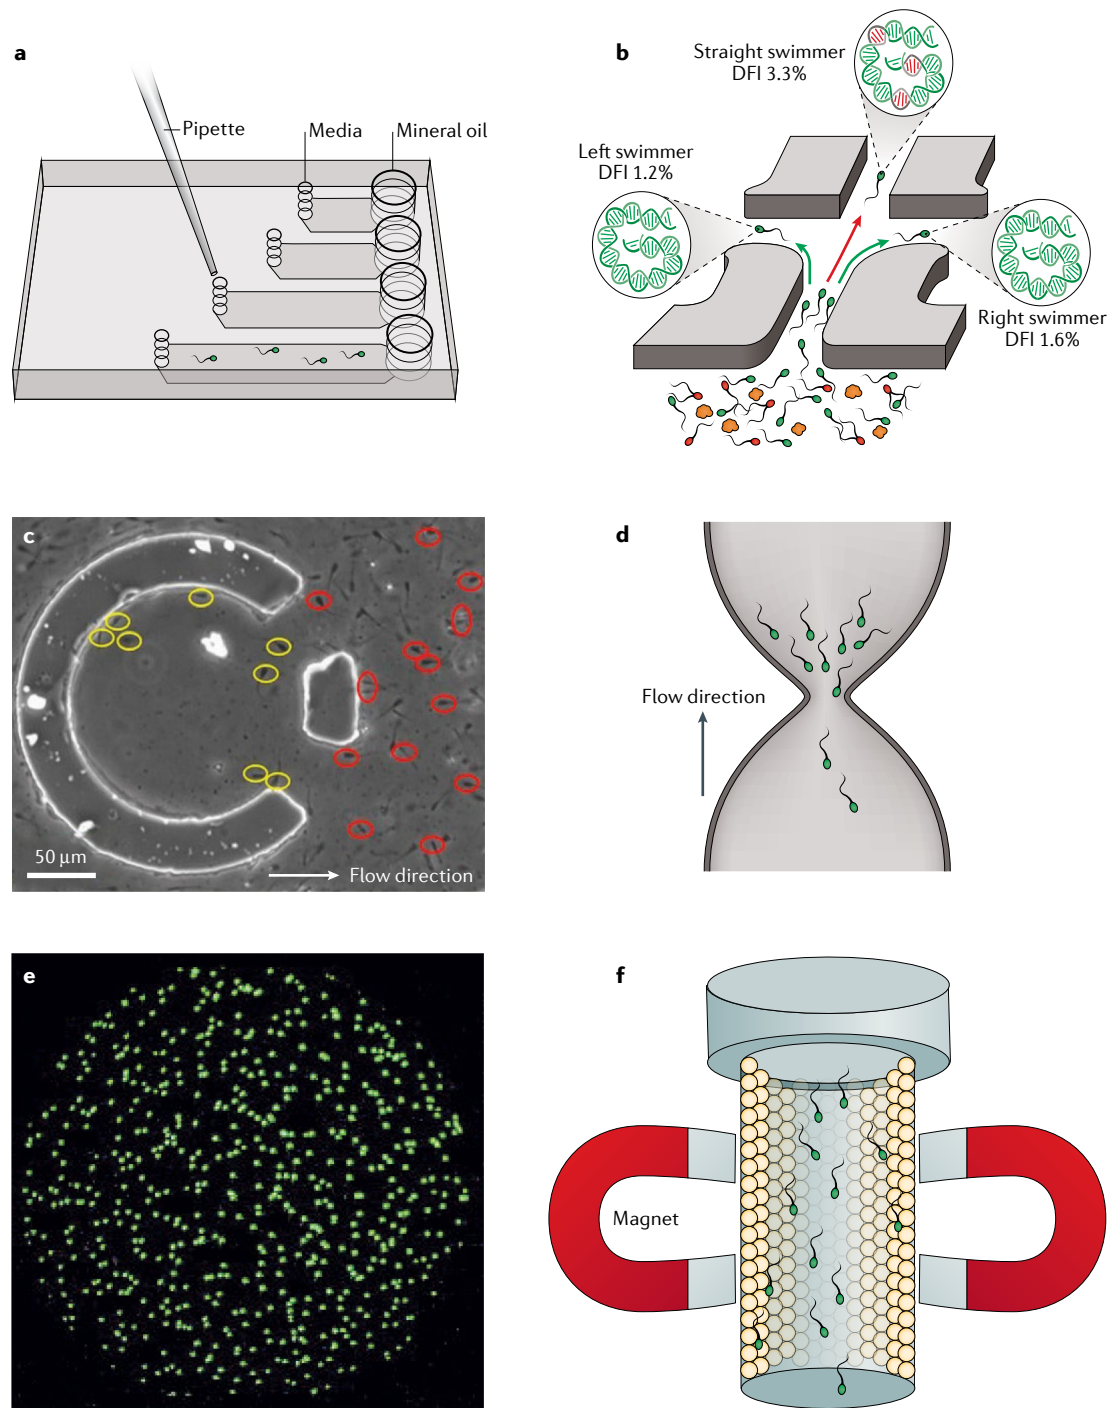 a
Pipette
Media
Mineral oil
b
Straight swimmer
DFI 3.3%
Left swimmer
DFI 1.2%
Right swimmer
DFI 1.6%
c
50 µm
Flow direction
d
Flow direction
e
f
Magnet